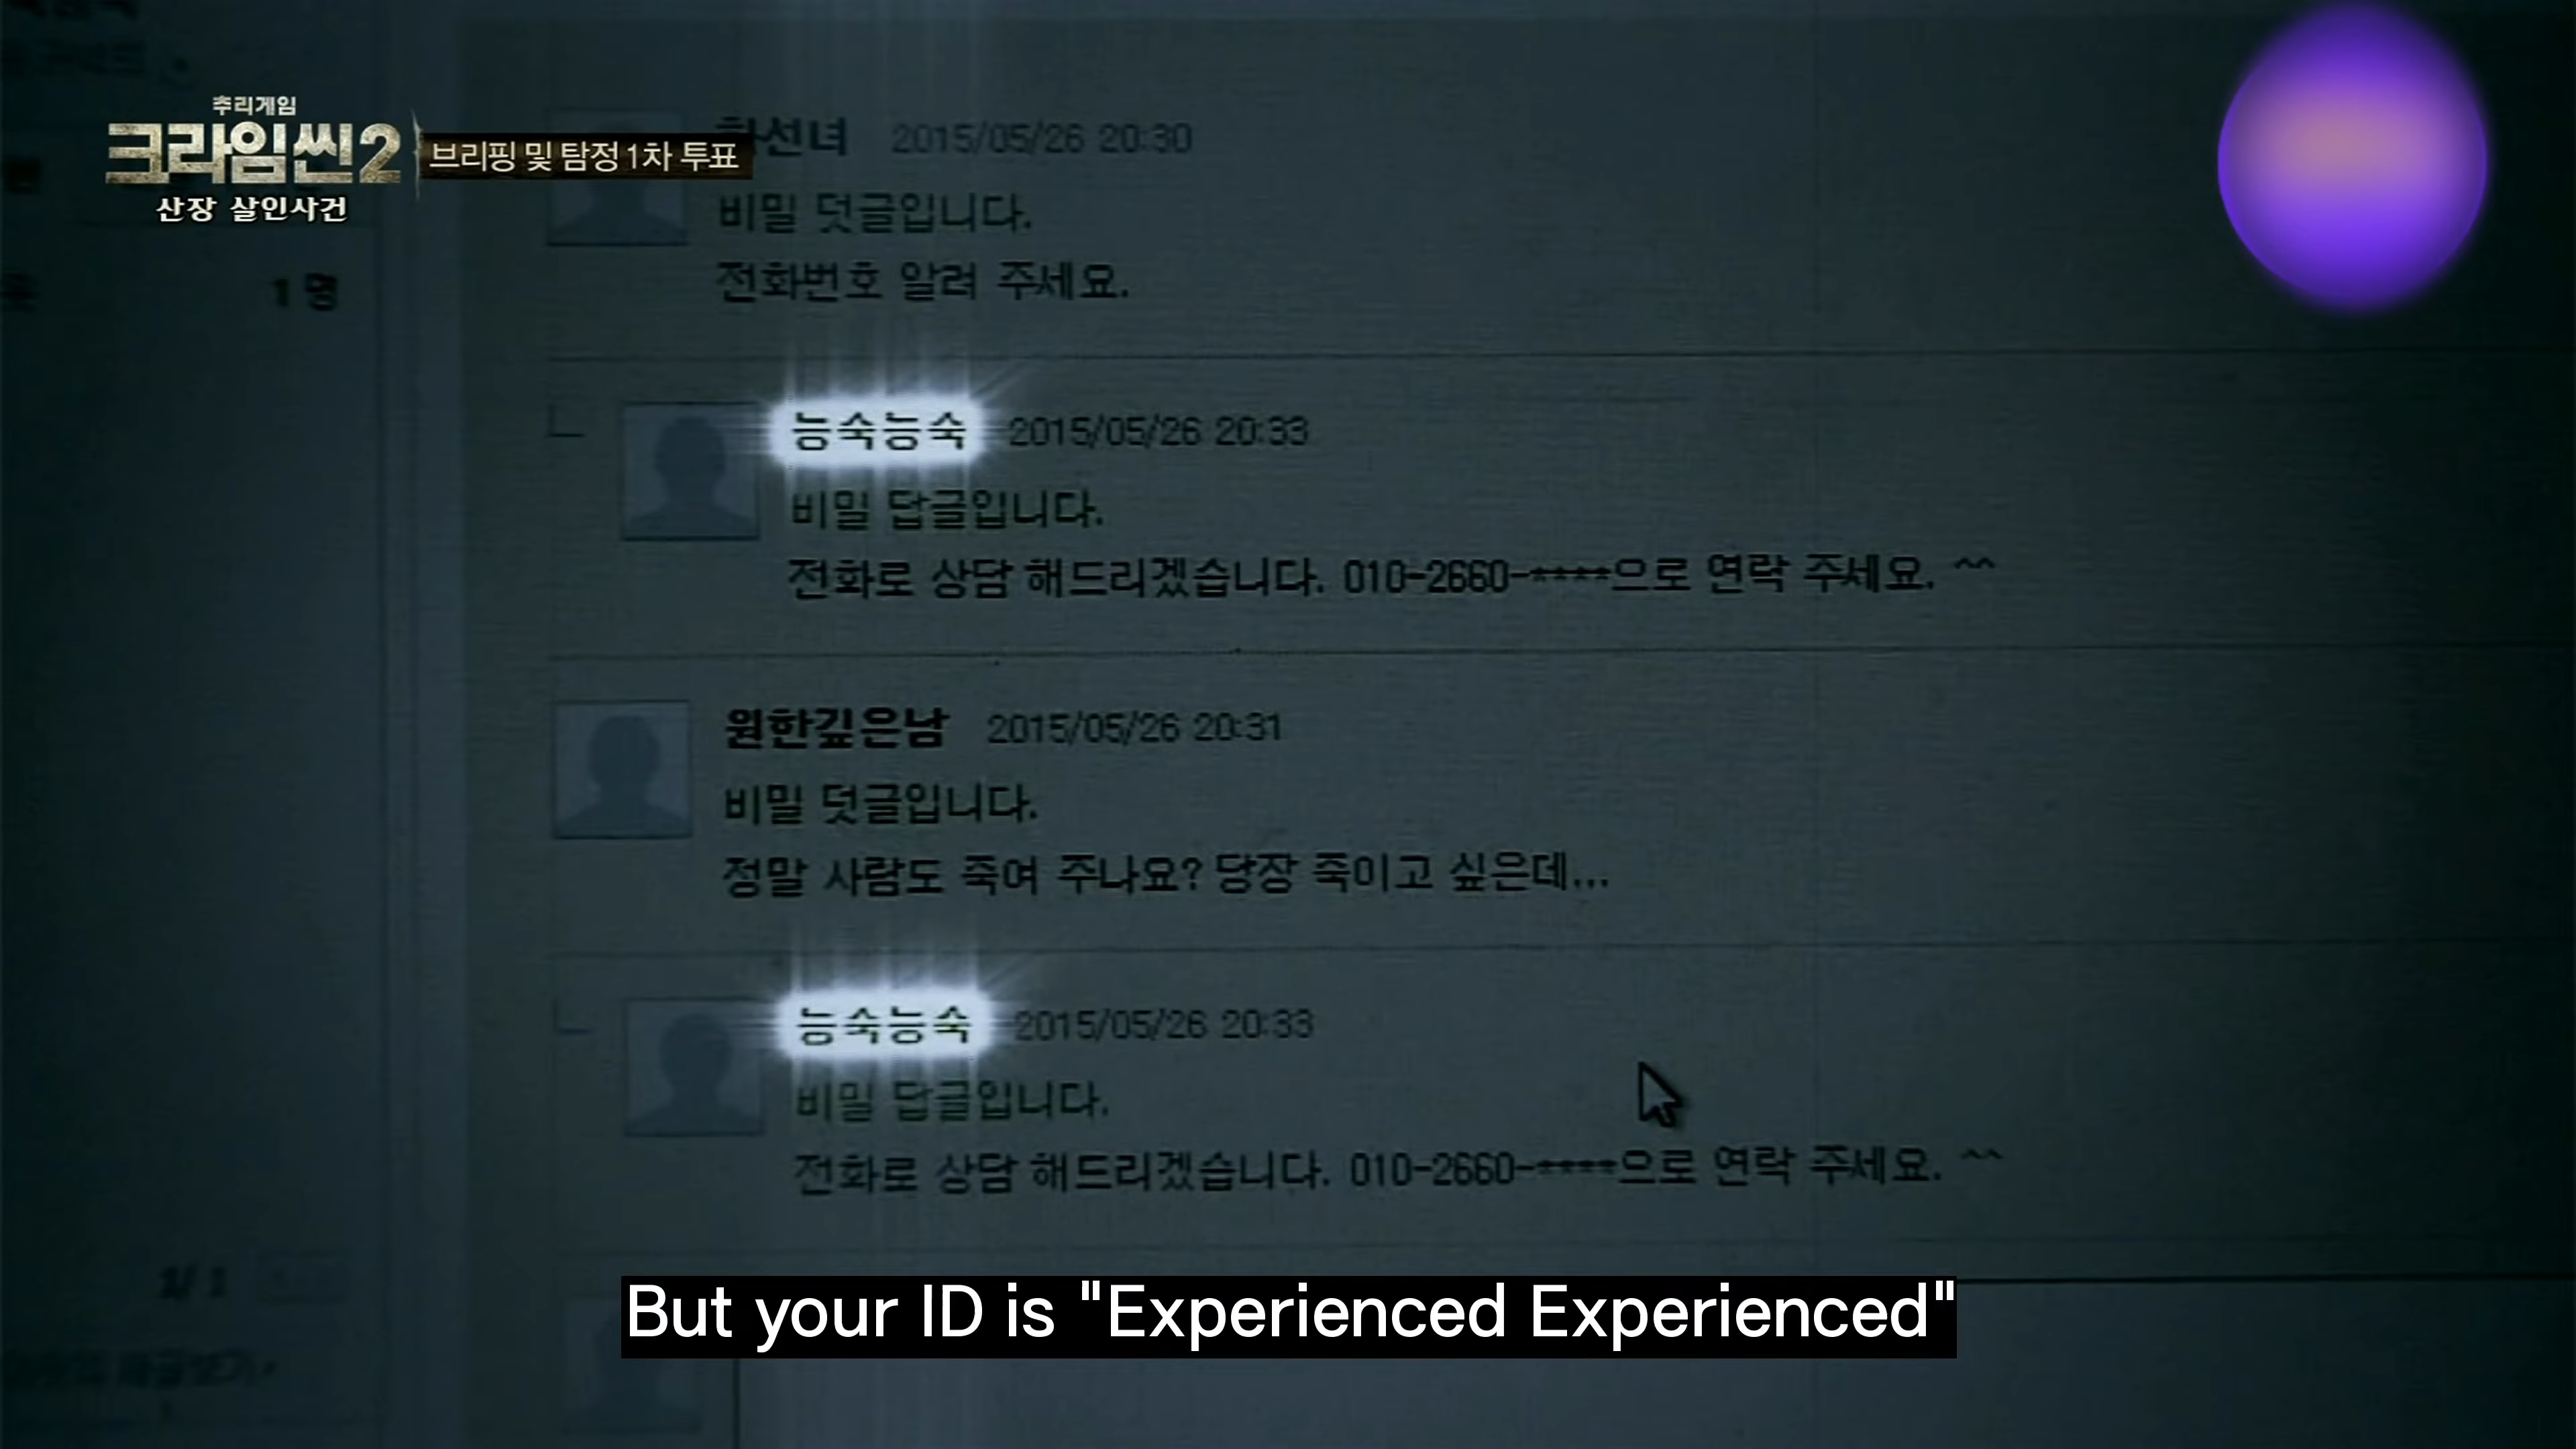 추리게임
크라임씬2
산장 살인사건
브리핑 및 탐정 1차 투표
1명
선녀 2015/05/26 20:30
비밀 덧글입니다.
전화번호 알려 주세요.
능숙능숙 2015/05/26 20:33
비밀 답글입니다.
전화로 상담 해드리겠습니다. 010-2660-****으로 연락 주세요. ^^
원한깊은남 2015/05/26 20:31
비밀 덧글입니다.
정말 사람도 죽여 주나요? 당장 죽이고 싶은데...
능숙능숙 2015/05/26 20:33
비밀 답글입니다.
전화로 상담 해드리겠습니다. 010-2660-****으로 연락 주세요. ^^
1/ 1
But your ID is "Experienced Experienced"